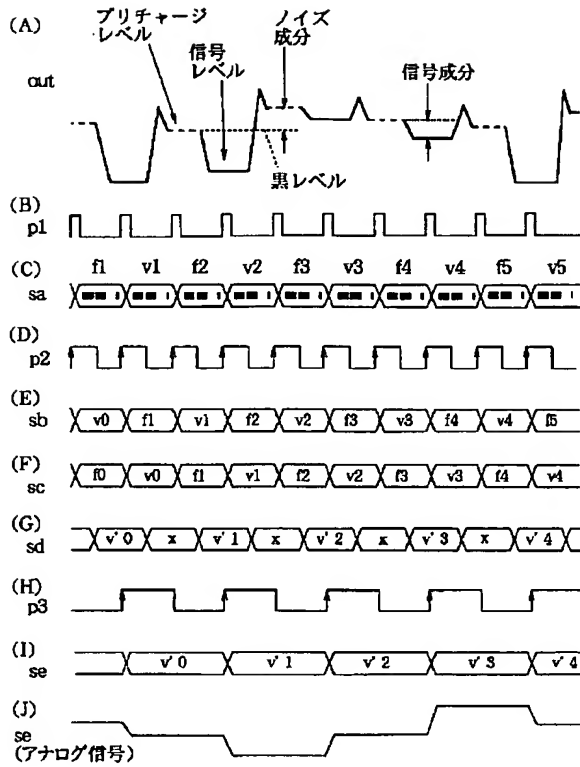 (A)
out
プリチャージ
レベル
信号
レベル
ノイズ
成分
信号成分
黒レベル
(B)
p1
(C)
sa
f1 v1 f2 v2 f3 v3 f4 v4 f5 v5
(D)
p2
(E)
sb
v0 f1 v1 f2 v2 f3 v3 f4 v4 f5
(F)
sc
f0 v0 f1 v1 f2 v2 f3 v3 f4 v4
(G)
sd
v'0 x v'1 x v'2 x v'3 x v'4
(H)
p3
(I)
se
v'0 v'1 v'2 v'3 v'4
(J)
se
(アナログ信号)